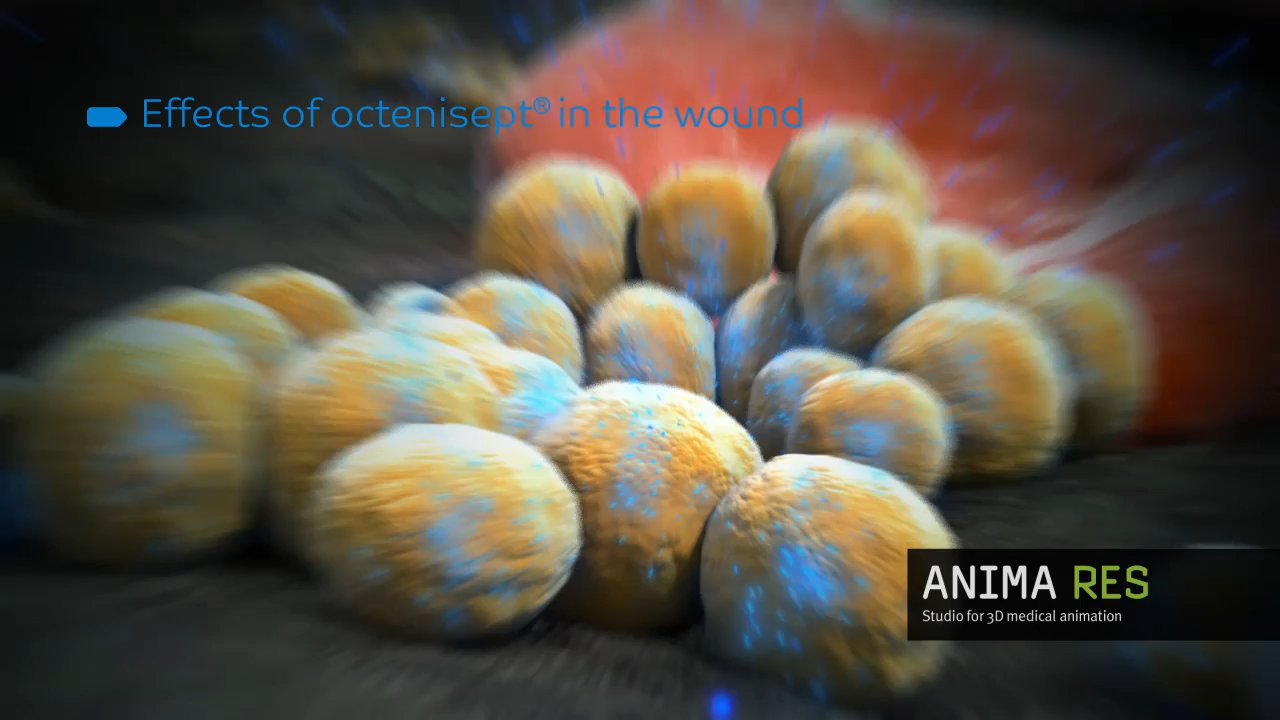 Effects of octenisept® in the wound
ANIMA RES
Studio for 3D medical animation